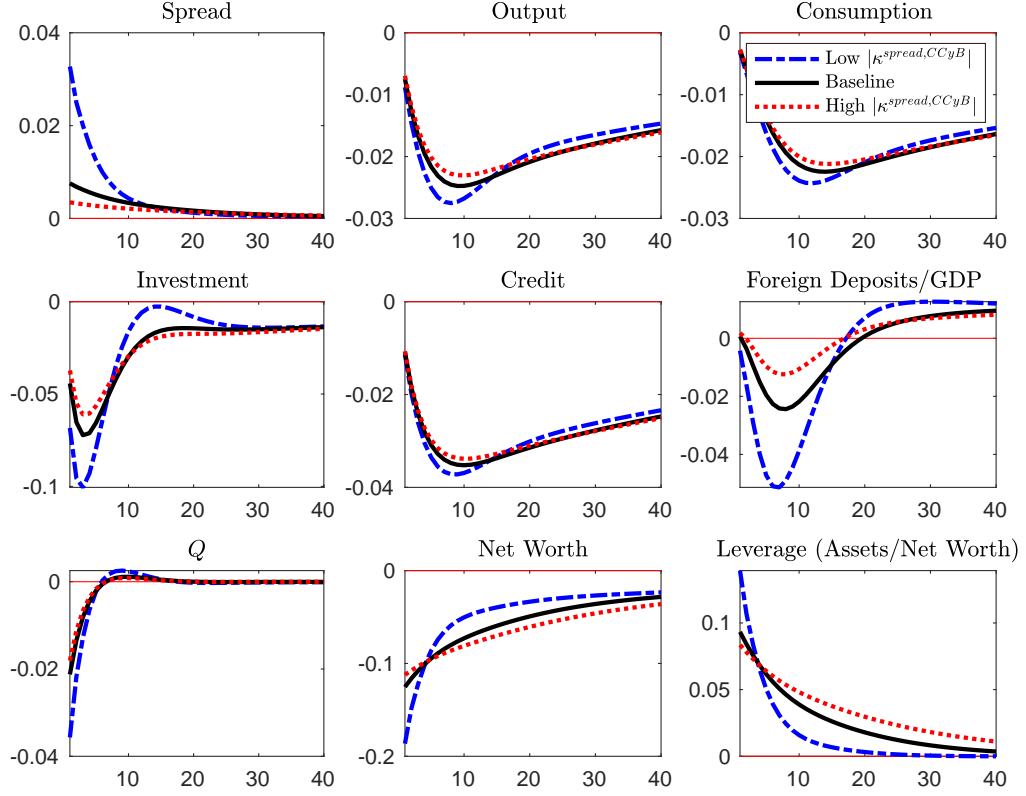 Spread Output Consumption
0.04 0 0
Low |κ^{spread,CCyB}|
Baseline
High |κ^{spread,CCyB}|
-0.01 -0.01
0.02
-0.02 -0.02
0 -0.03 -0.03
10 20 30 40 10 20 30 40 10 20 30 40
Investment Credit Foreign Deposits/GDP
0 0 0
-0.05 -0.02 -0.02
-0.04
-0.1 -0.04
10 20 30 40 10 20 30 40 10 20 30 40
Q Net Worth Leverage (Assets/Net Worth)
0 0 0.1
-0.02 -0.1 0.05
-0.04 -0.2 0
10 20 30 40 10 20 30 40 10 20 30 40